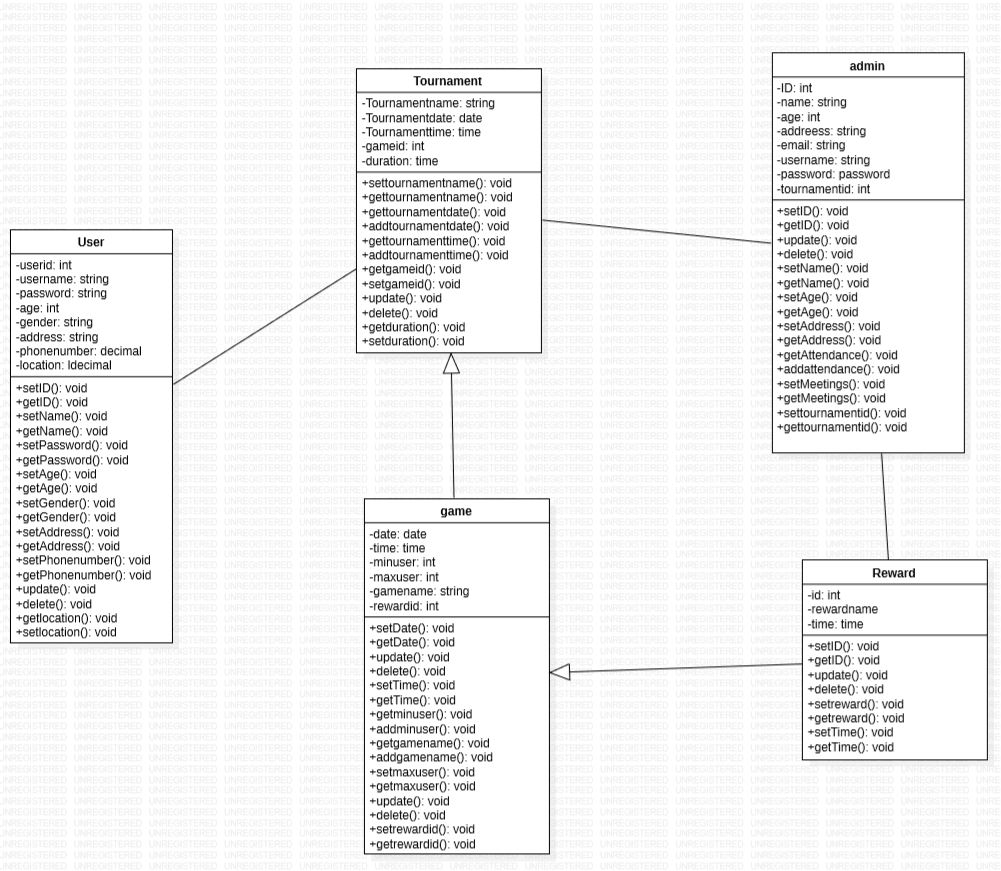 Tournament
-Tournamentname: string
-Tournamentdate: date
-Tournamenttime: time
-gameid: int
-duration: time
+settournamentname(): void
+gettournamentname(): void
+gettournamentdate(): void
+addtournamentdate(): void
+gettournamenttime(): void
+addtournamenttime(): void
+getgameid(): void
+setgameid(): void
+update(): void
+delete(): void
+getduration(): void
+setduration(): void
admin
-ID: int
-name: string
-age: int
-addreess: string
-email: string
-username: string
-password: password
-tournamentid: int
+setID(): void
+getID(): void
+update(): void
+delete(): void
+setName(): void
+getName(): void
+setAge(): void
+getAge(): void
+setAddress(): void
+getAddress(): void
+getAttendance(): void
+addattendance(): void
+setMeetings(): void
+getMeetings(): void
+settournamentid(): void
+gettournamentid(): void
User
-userid: int
-username: string
-password: string
-age: int
-gender: string
-address: string
-phonenumber: decimal
-location: ldecimal
+setID(): void
+getID(): void
+setName(): void
+getName(): void
+setPassword(): void
+getPassword(): void
+setAge(): void
+getAge(): void
+setGender(): void
+getGender(): void
+setAddress(): void
+getAddress(): void
+setPhonenumber(): void
+getPhonenumber(): void
+update(): void
+delete(): void
+getlocation(): void
+setlocation(): void
game
-date: date
-time: time
-minuser: int
-maxuser: int
-gamename: string
-rewardid: int
+setDate(): void
+getDate(): void
+update(): void
+delete(): void
+setTime(): void
+getTime(): void
+getminuser(): void
+addminuser(): void
+getgamename(): void
+addgamename(): void
+setmaxuser(): void
+getmaxuser(): void
+update(): void
+delete(): void
+setrewardid(): void
+getrewardid(): void
Reward
-id: int
-rewardname
-time: time
+setID(): void
+getID(): void
+update(): void
+delete(): void
+setreward(): void
+getreward(): void
+setTime(): void
+getTime(): void
UNREGISTERED